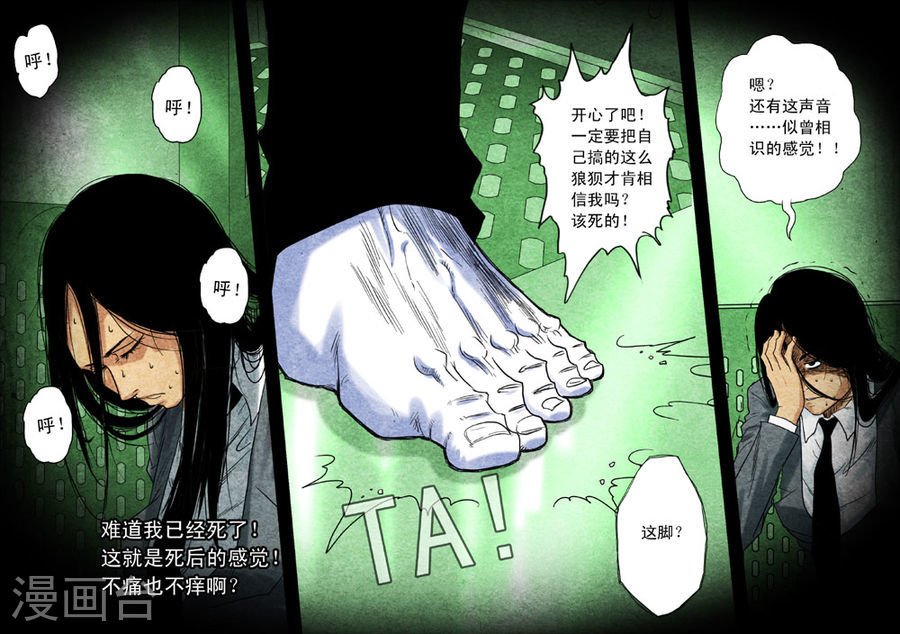 呼！
呼！
呼！
呼！
难道我已经死了！
这就是死后的感觉！
不痛也不痒啊？
开心了吧！
一定要把自
己搞的这么
狼狈才肯相
信我吗？
该死的！
TA！
这脚？
嗯？
还有这声音
……似曾相
识的感觉！！
漫画台